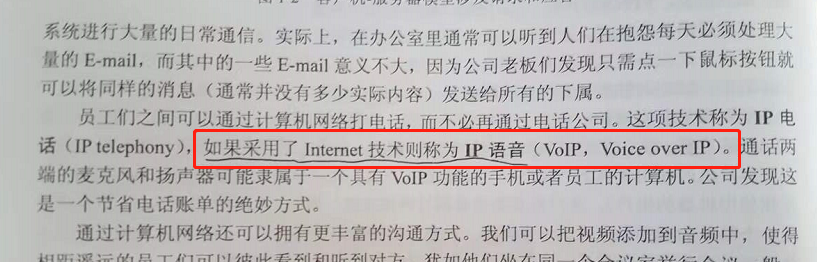 系统进行大量的日常通信。实际上，在办公室里通常可以听到人们在抱怨每天必须处理大
量的 E-mail，而其中的一些 E-mail 意义不大，因为公司老板们发现只需点一下鼠标按钮就
可以将同样的消息（通常并没有多少实际内容）发送给所有的下属。
员工们之间可以通过计算机网络打电话，而不必再通过电话公司。这项技术称为 IP 电
话（IP telephony），如果采用了 Internet 技术则称为 IP 语音（VoIP，Voice over IP）。通话两
端的麦克风和扬声器可能隶属于一个具有 VoIP 功能的手机或者员工的计算机。公司发现这
是一个节省电话账单的绝妙方式。
通过计算机网络还可以拥有更丰富的沟通方式。我们可以把视频添加到音频中，使得